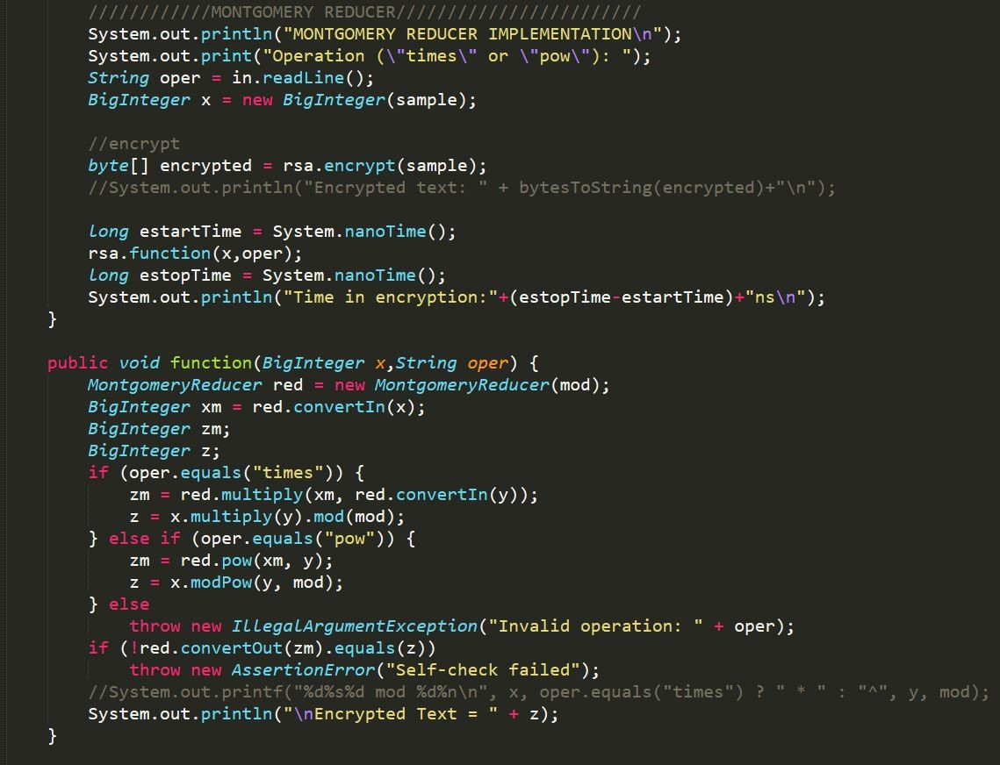 ////////////MONTGOMERY REDUCER////////////////////////
System.out.println("MONTGOMERY REDUCER IMPLEMENTATION\n");
System.out.print("Operation (\"times\" or \"pow\"): ");
String oper = in.readLine();
BigInteger x = new BigInteger(sample);
//encrypt
byte[] encrypted = rsa.encrypt(sample);
//System.out.println("Encrypted text: " + bytesToString(encrypted)+"\n");
long estartTime = System.nanoTime();
rsa.function(x,oper);
long estopTime = System.nanoTime();
System.out.println("Time in encryption:"+(estopTime-estartTime)+"ns\n");
}
public void function(BigInteger x,String oper) {
MontgomeryReducer red = new MontgomeryReducer(mod);
BigInteger xm = red.convertIn(x);
BigInteger zm;
BigInteger z;
if (oper.equals("times")) {
zm = red.multiply(xm, red.convertIn(y));
z = x.multiply(y).mod(mod);
} else if (oper.equals("pow")) {
zm = red.pow(xm, y);
z = x.modPow(y, mod);
} else
throw new IllegalArgumentException("Invalid operation: " + oper);
if (!red.convertOut(zm).equals(z))
throw new AssertionError("Self-check failed");
//System.out.printf("%d%s%d mod %d%n\n", x, oper.equals("times") ? " * " : "^", y, mod);
System.out.println("\nEncrypted Text = " + z);
}